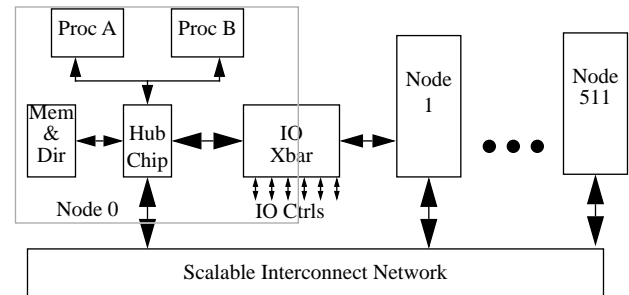 Proc A
Proc B
Mem
&
Dir
Hub
Chip
IO
Xbar
Node
1
Node
511
Node 0
IO Ctrls
Scalable Interconnect Network